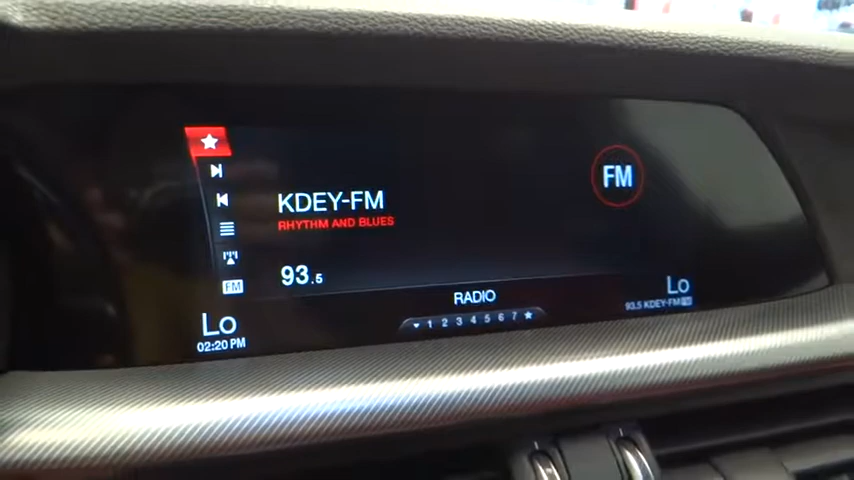 KDEY-FM
RHYTHM AND BLUES
FM
93.5
FM
Lo
02:20 PM
RADIO
1 2 3 4 5 6 7
Lo
93.5 KDEY-FM FM